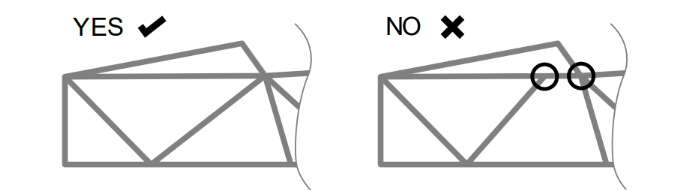 YES ✔
NO ✖